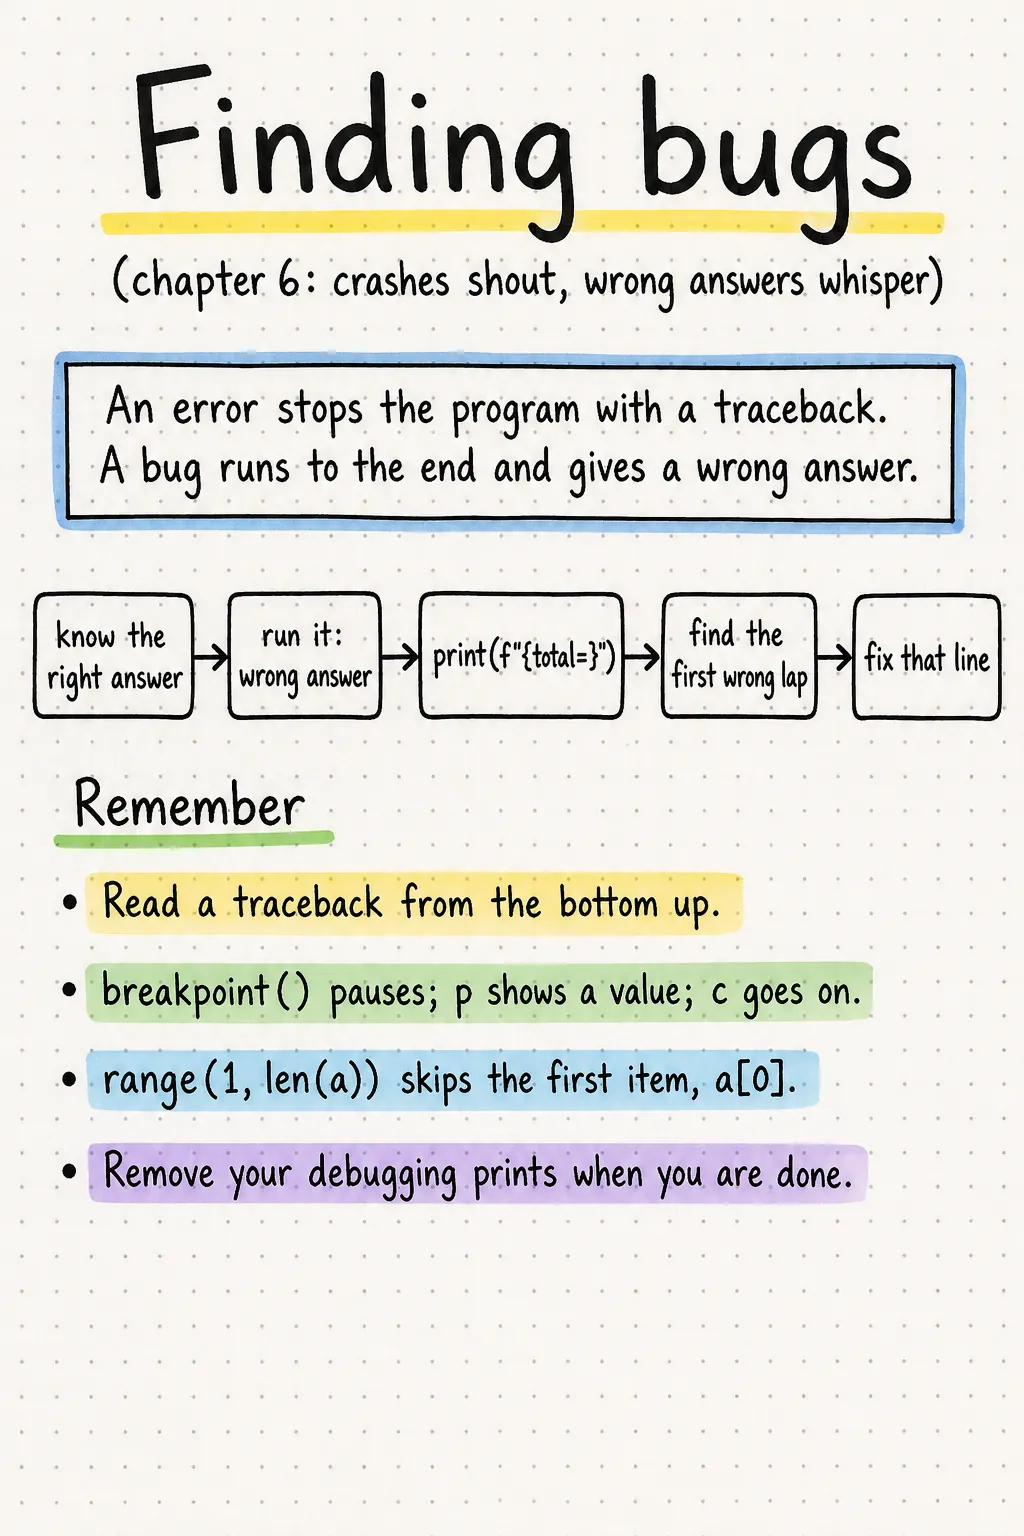 Finding bugs
(chapter 6: crashes shout, wrong answers whisper)
An error stops the program with a traceback.
A bug runs to the end and gives a wrong answer.
know the
right answer
run it:
wrong answer
print(f"{total=}")
find the
first wrong lap
fix that line
Remember
• Read a traceback from the bottom up.
• breakpoint() pauses; p shows a value; c goes on.
• range(1, len(a)) skips the first item, a[0].
• Remove your debugging prints when you are done.